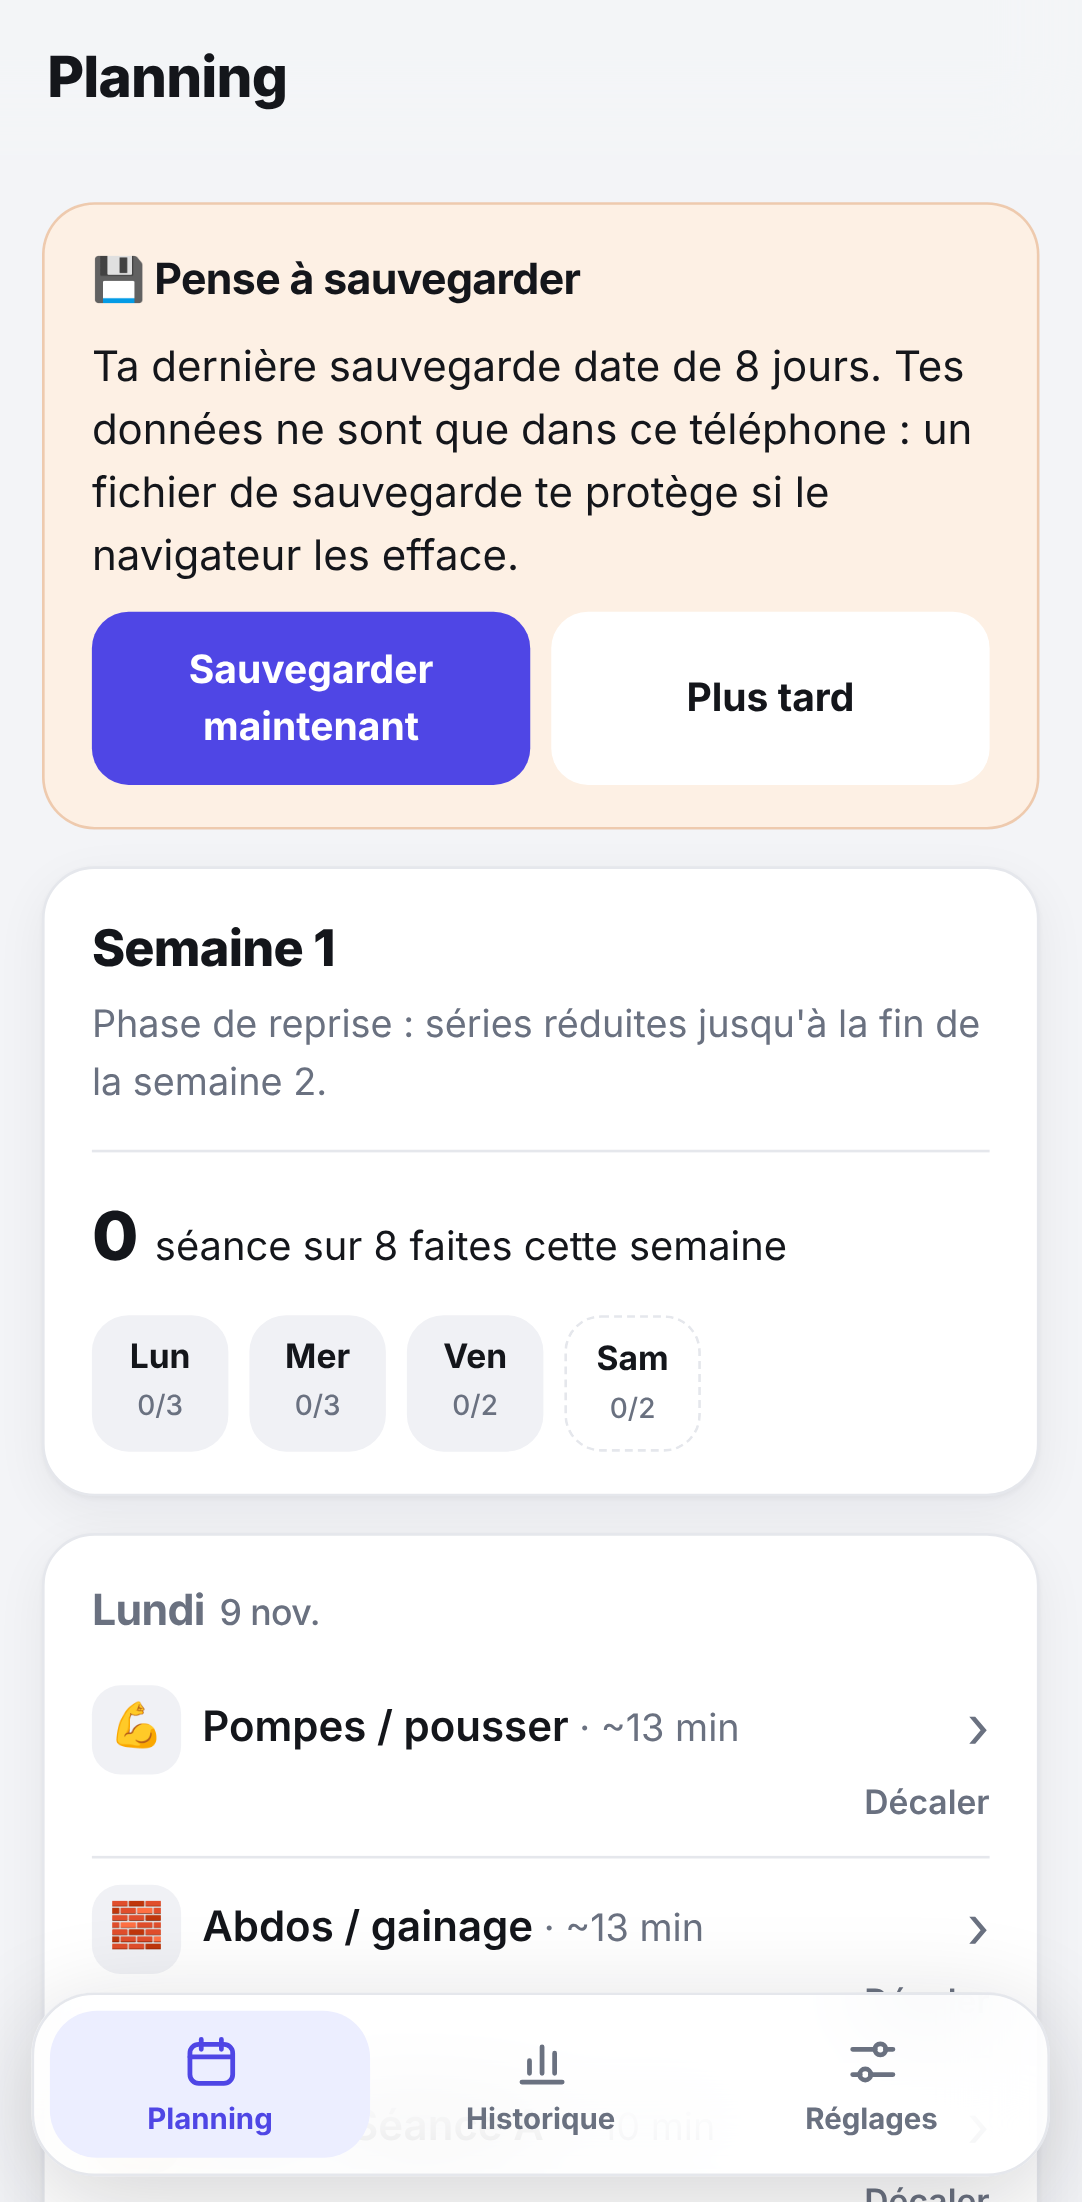 Planning
Pense à sauvegarder
Ta dernière sauvegarde date de 8 jours. Tes
données ne sont que dans ce téléphone : un
fichier de sauvegarde te protège si le
navigateur les efface.
Sauvegarder
maintenant
Plus tard
Semaine 1
Phase de reprise : séries réduites jusqu'à la fin de
la semaine 2.
0 séance sur 8 faites cette semaine
Lun
0/3
Mer
0/3
Ven
0/2
Sam
0/2
Lundi 9 nov.
Pompes / pousser · ~13 min
Décaler
Abdos / gainage · ~13 min
Planning
Historique
Réglages
Décaler